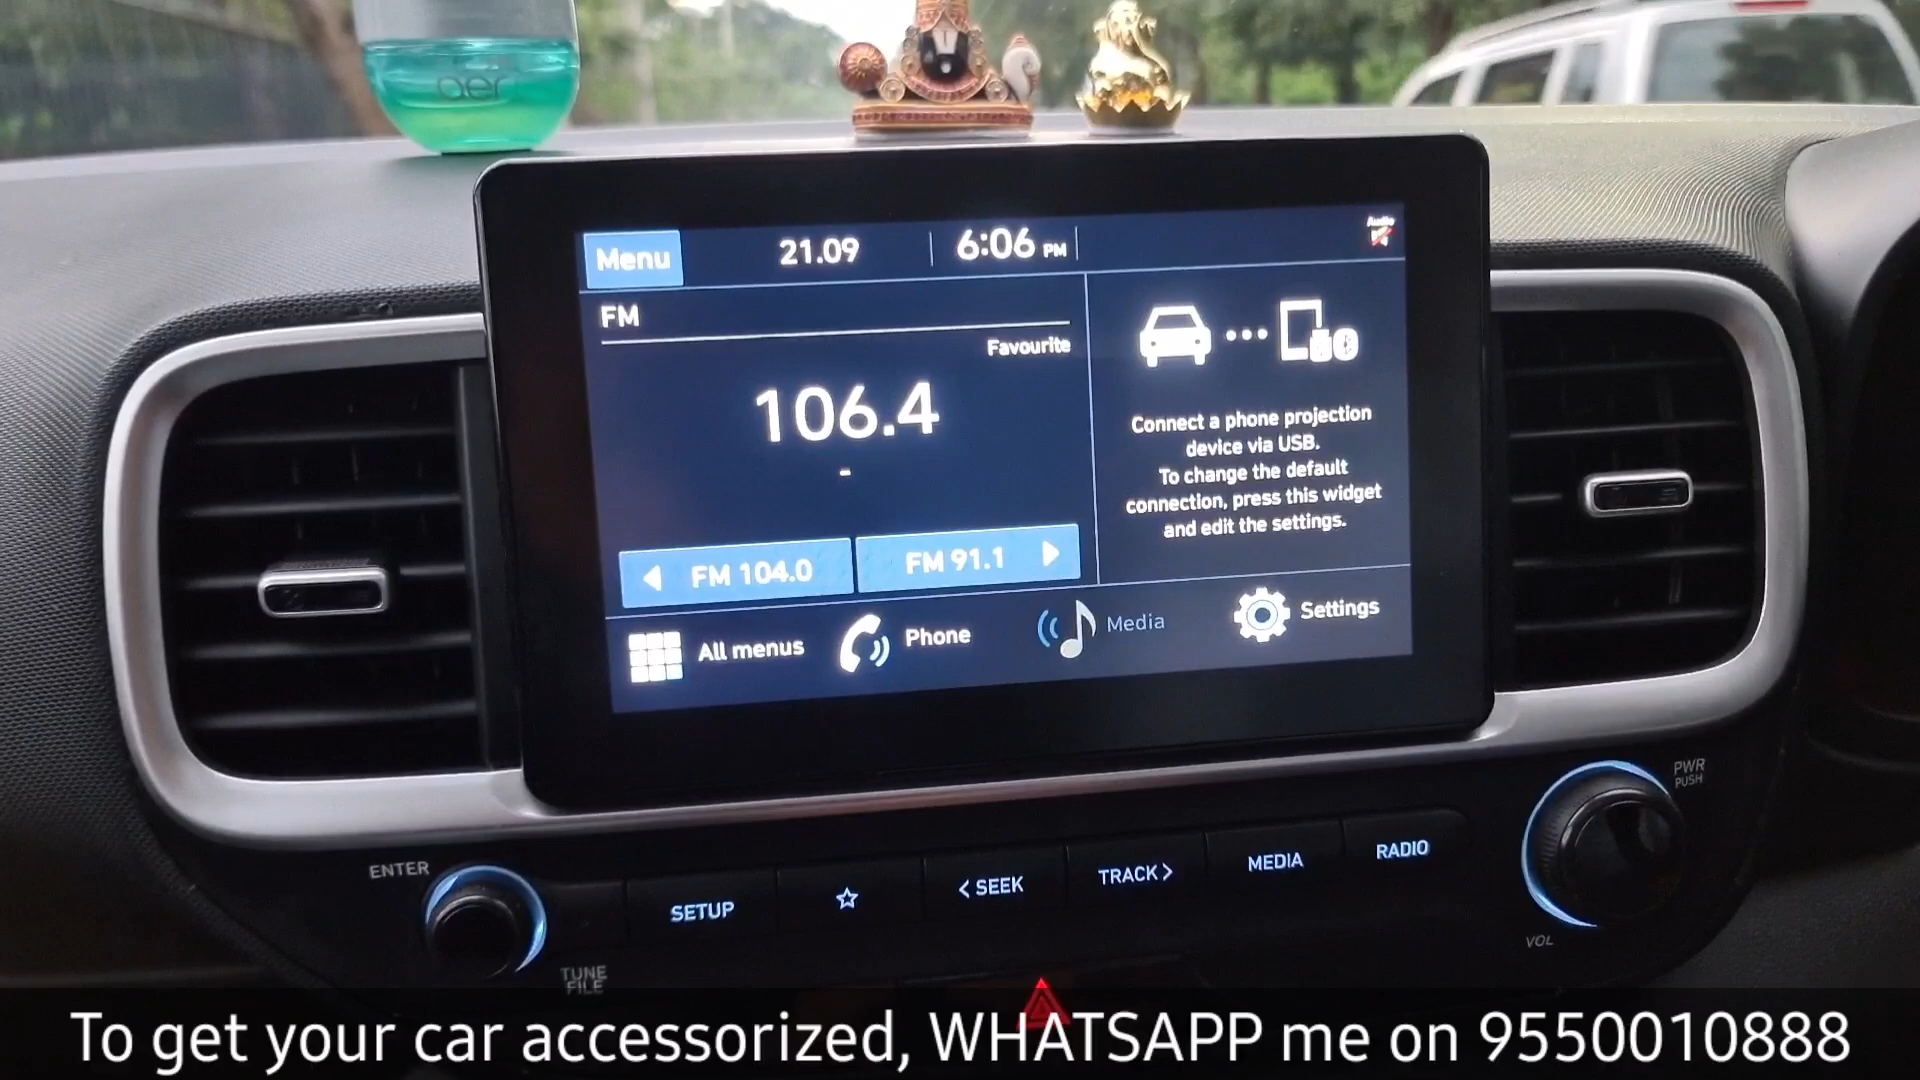 aer
Menu 21.09 6:06 PM Audio
FM
Favourite
106.4
-
FM 104.0 FM 91.1
Connect a phone projection
device via USB.
To change the default
connection, press this widget
and edit the settings.
All menus Phone Media Settings
PWR
PUSH
ENTER SETUP < SEEK TRACK > MEDIA RADIO
VOL
TUNE
FILE
To get your car accessorized, WHATSAPP me on 9550010888